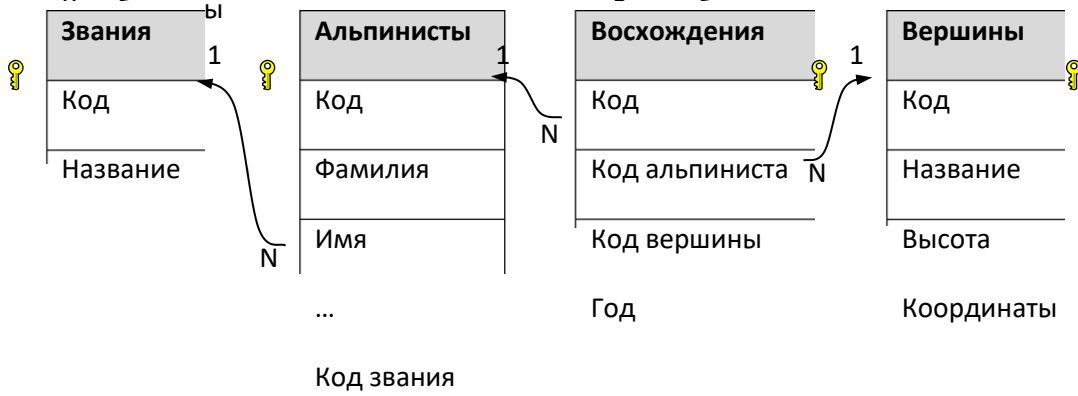 ы
Звания Альпинисты Восхождения Вершины
1 1 1
Код Код Код Код
N
Название Фамилия Код альпиниста N Название
Имя Код вершины Высота
N
... Год Координаты
Код звания